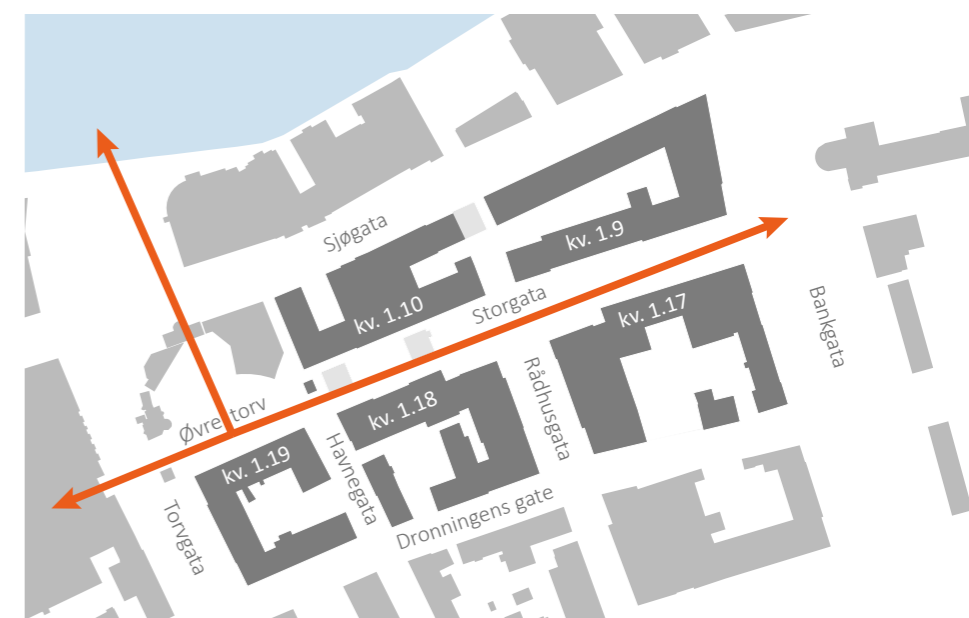 Sjøgata
kv. 1.9
kv. 1.10
Storgata
kv. 1.17
Bankgata
Rådhusgata
kv. 1.18
Øvre torv
kv. 1.19
Havnegata
Torvgata
Dronningens gate